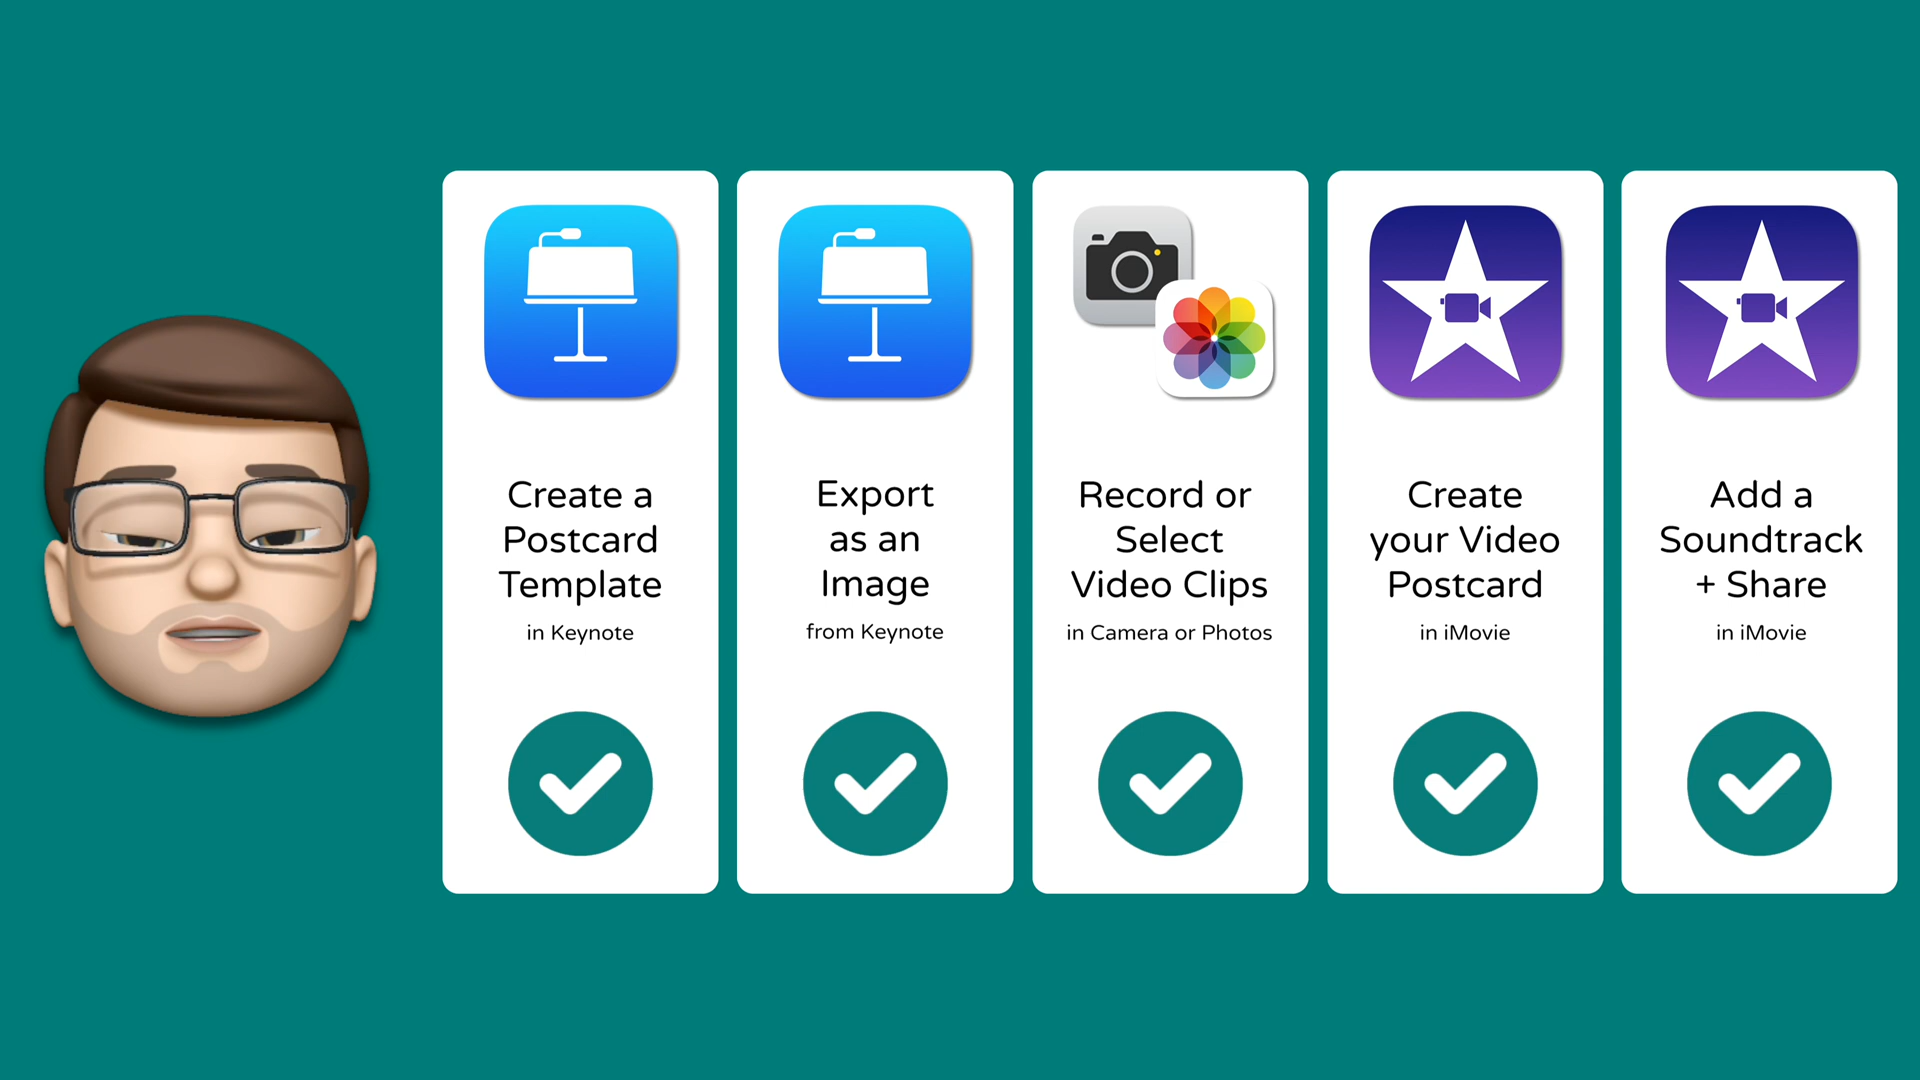 Create a
Postcard
Template
in Keynote
Export
as an
Image
from Keynote
Record or
Select
Video Clips
in Camera or Photos
Create
your Video
Postcard
in iMovie
Add a
Soundtrack
+ Share
in iMovie